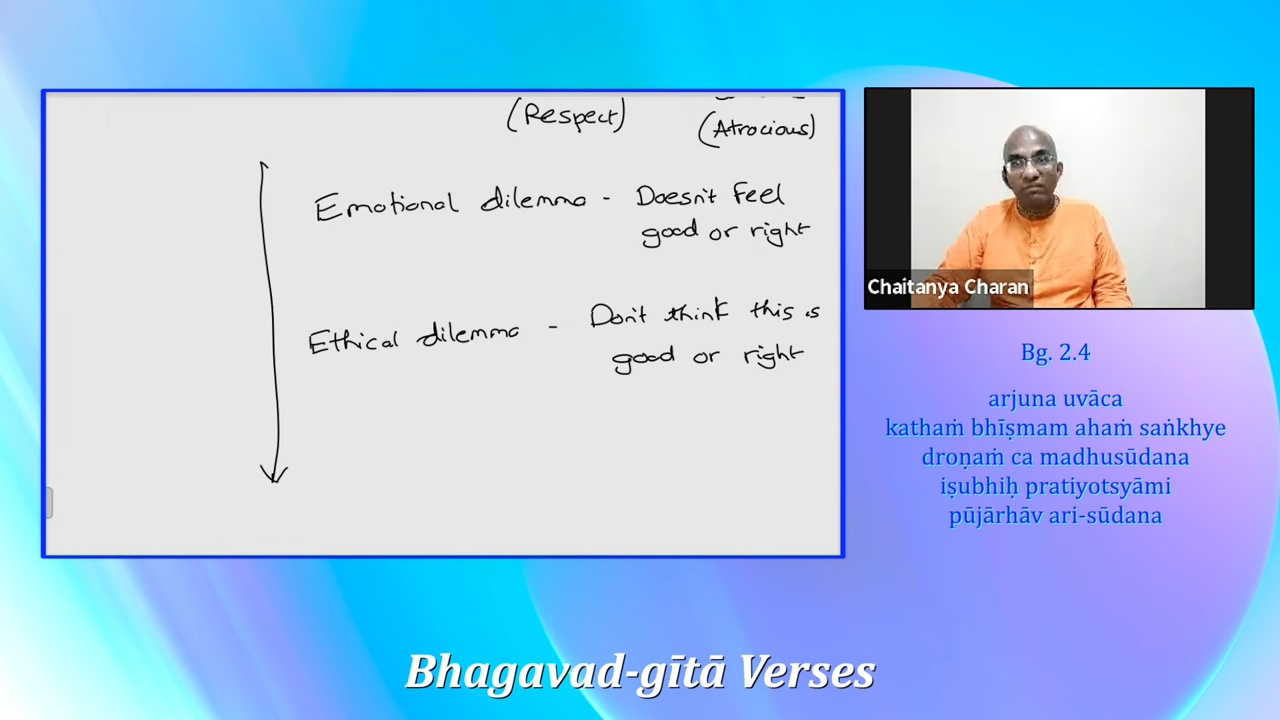 (Respect)
(Atrocious)
Emotional dilemma - Doesn't Feel
good or right
Ethical dilemma - Don't think this is
good or right
Chaitanya Charan
Bg. 2.4
arjuna uvāca
kathaṁ bhīṣmam ahaṁ saṅkhye
droṇaṁ ca madhusūdana
iṣubhiḥ pratiyotsyāmi
pūjārhāv ari-sūdana
Bhagavad-gītā Verses